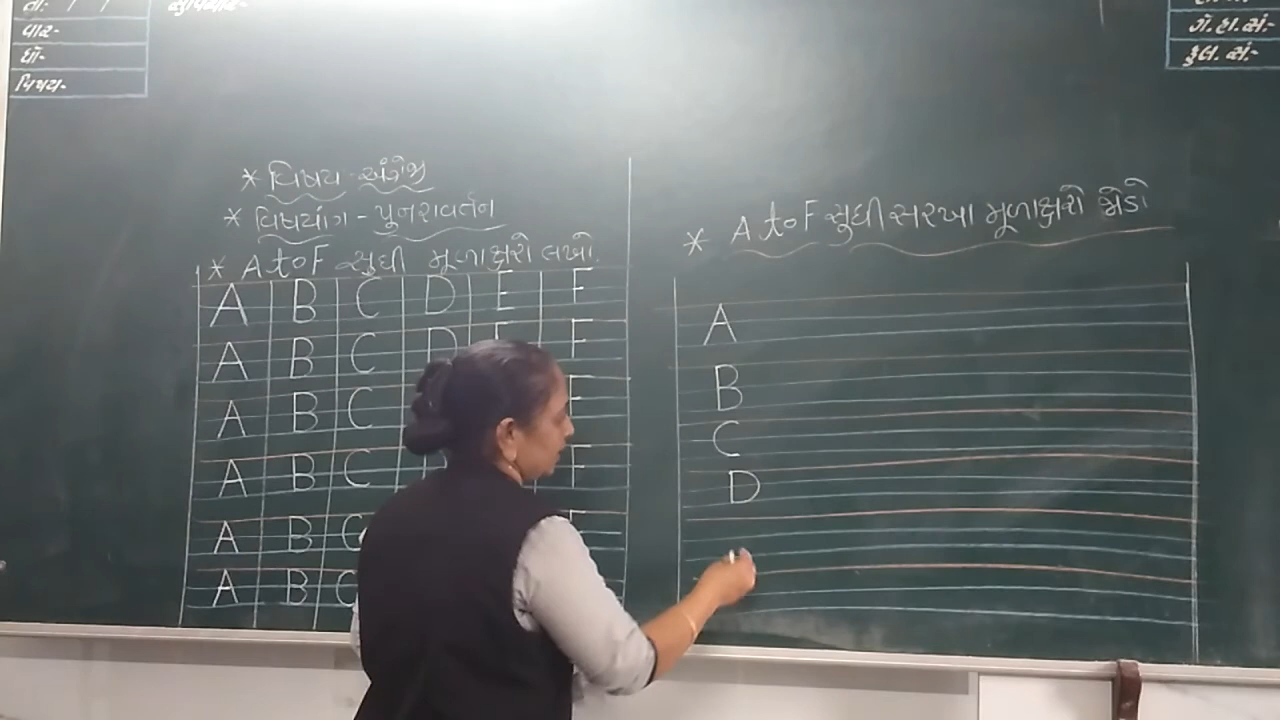 તા:- / /
વાર-
ધો-
વિષય-
સુવિચાર-
ગે.હા.સં:-
કુલ.સં:-
* વિષય-અંગ્રેજી
* વિષયાંગ - પુનરાવર્તન
* A to F સુધી મૂળાક્ષરો લખો.
A B C D E F
A B C D E F
A B C F
A B C F
A B C
A B C
* A to F સુધી સરખા મૂળાક્ષરો જોડો
A
B
C
D